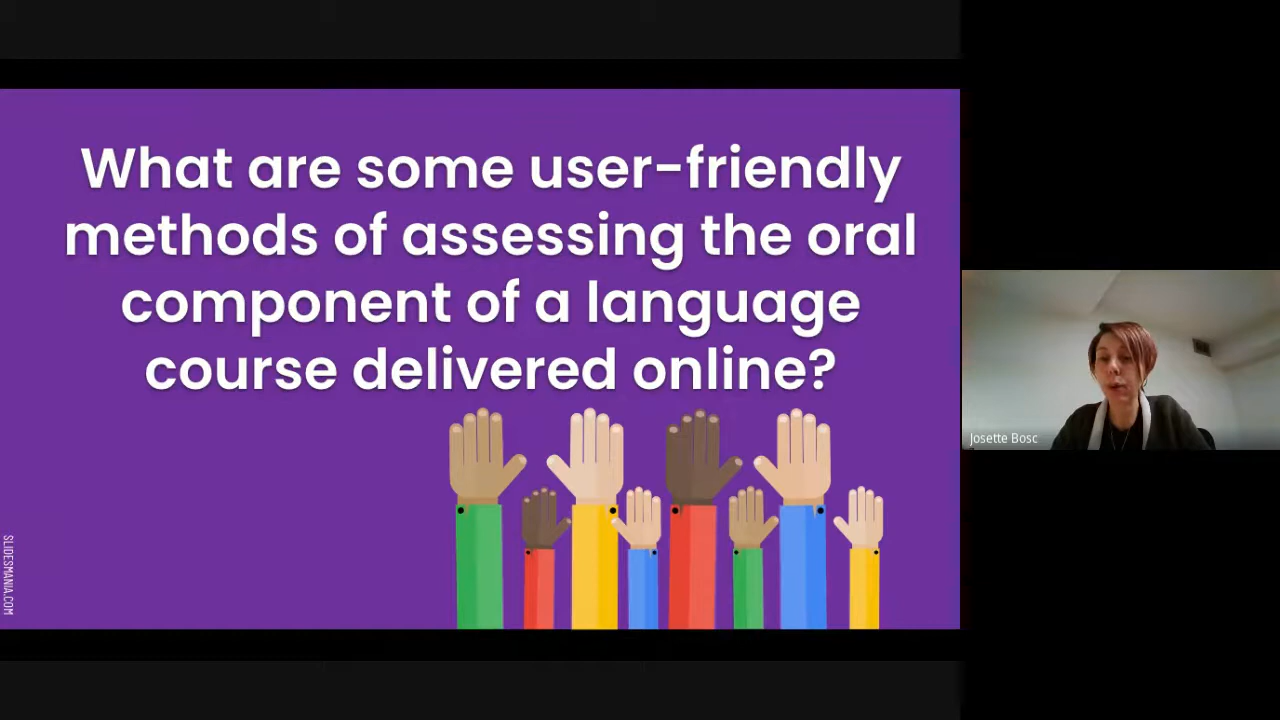 What are some user-friendly
methods of assessing the oral
component of a language
course delivered online?
SLIDESMANIA.COM
Josette Bosc